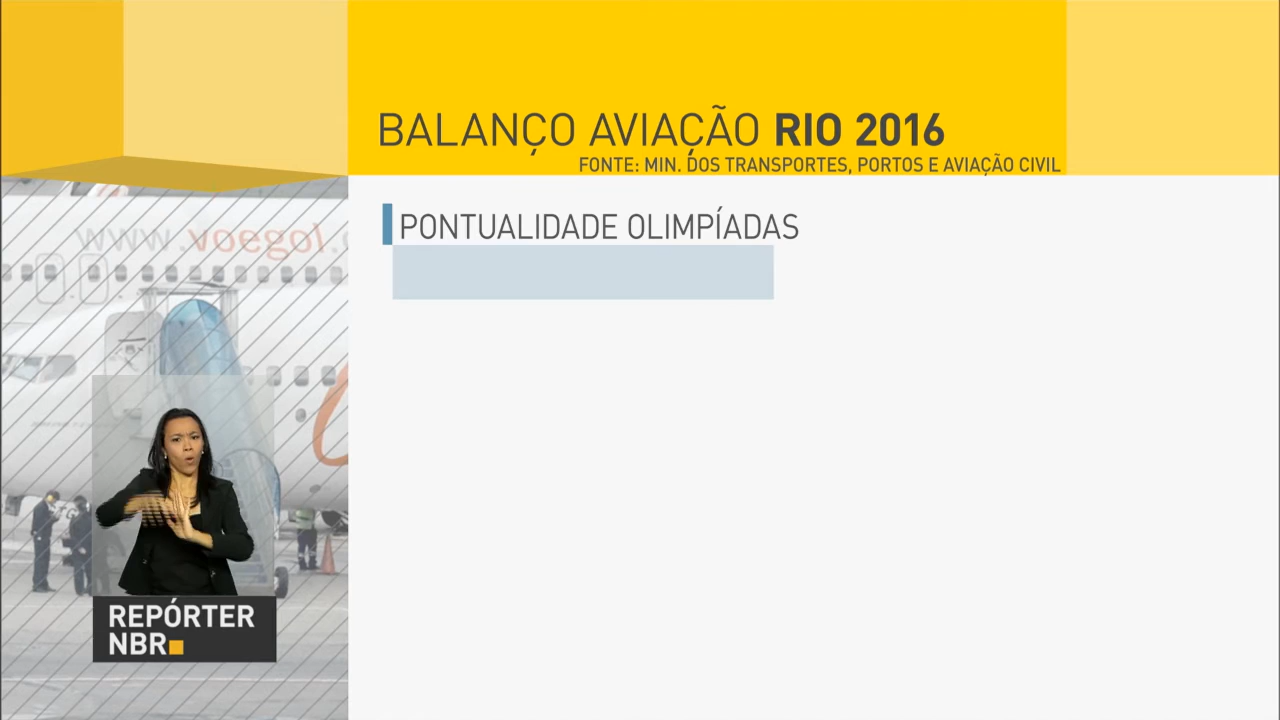 BALANÇO AVIAÇÃO RIO 2016
FONTE: MIN. DOS TRANSPORTES, PORTOS E AVIAÇÃO CIVIL
PONTUALIDADE OLIMPÍADAS
www.voegol.
REPÓRTER
NBR